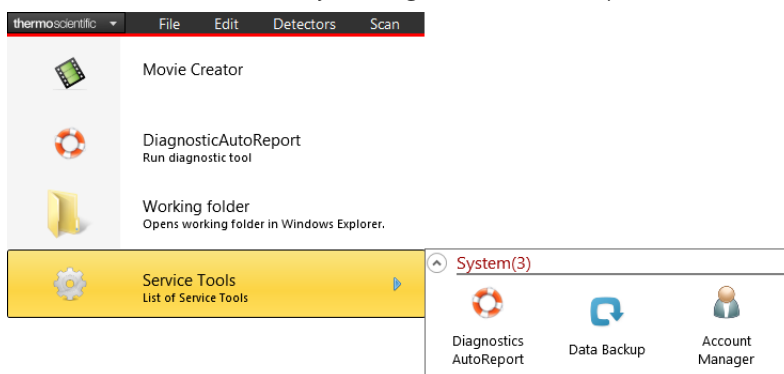 thermoscientific File Edit Detectors Scan
Movie Creator
DiagnosticAutoReport
Run diagnostic tool
Working folder
Opens working folder in Windows Explorer.
Service Tools
List of Service Tools
System(3)
Diagnostics
AutoReport
Data Backup
Account
Manager